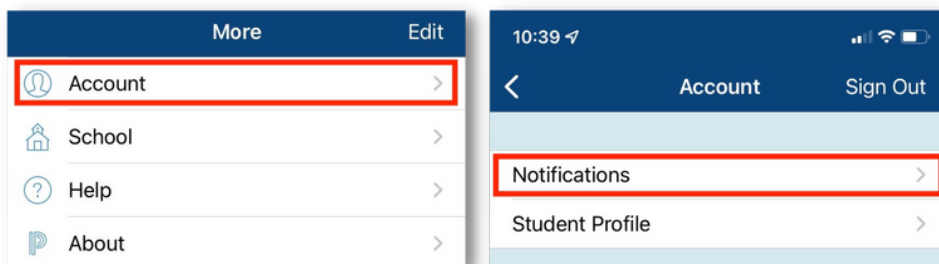 More Edit
Account
School
Help
About
10:39
Account Sign Out
Notifications
Student Profile